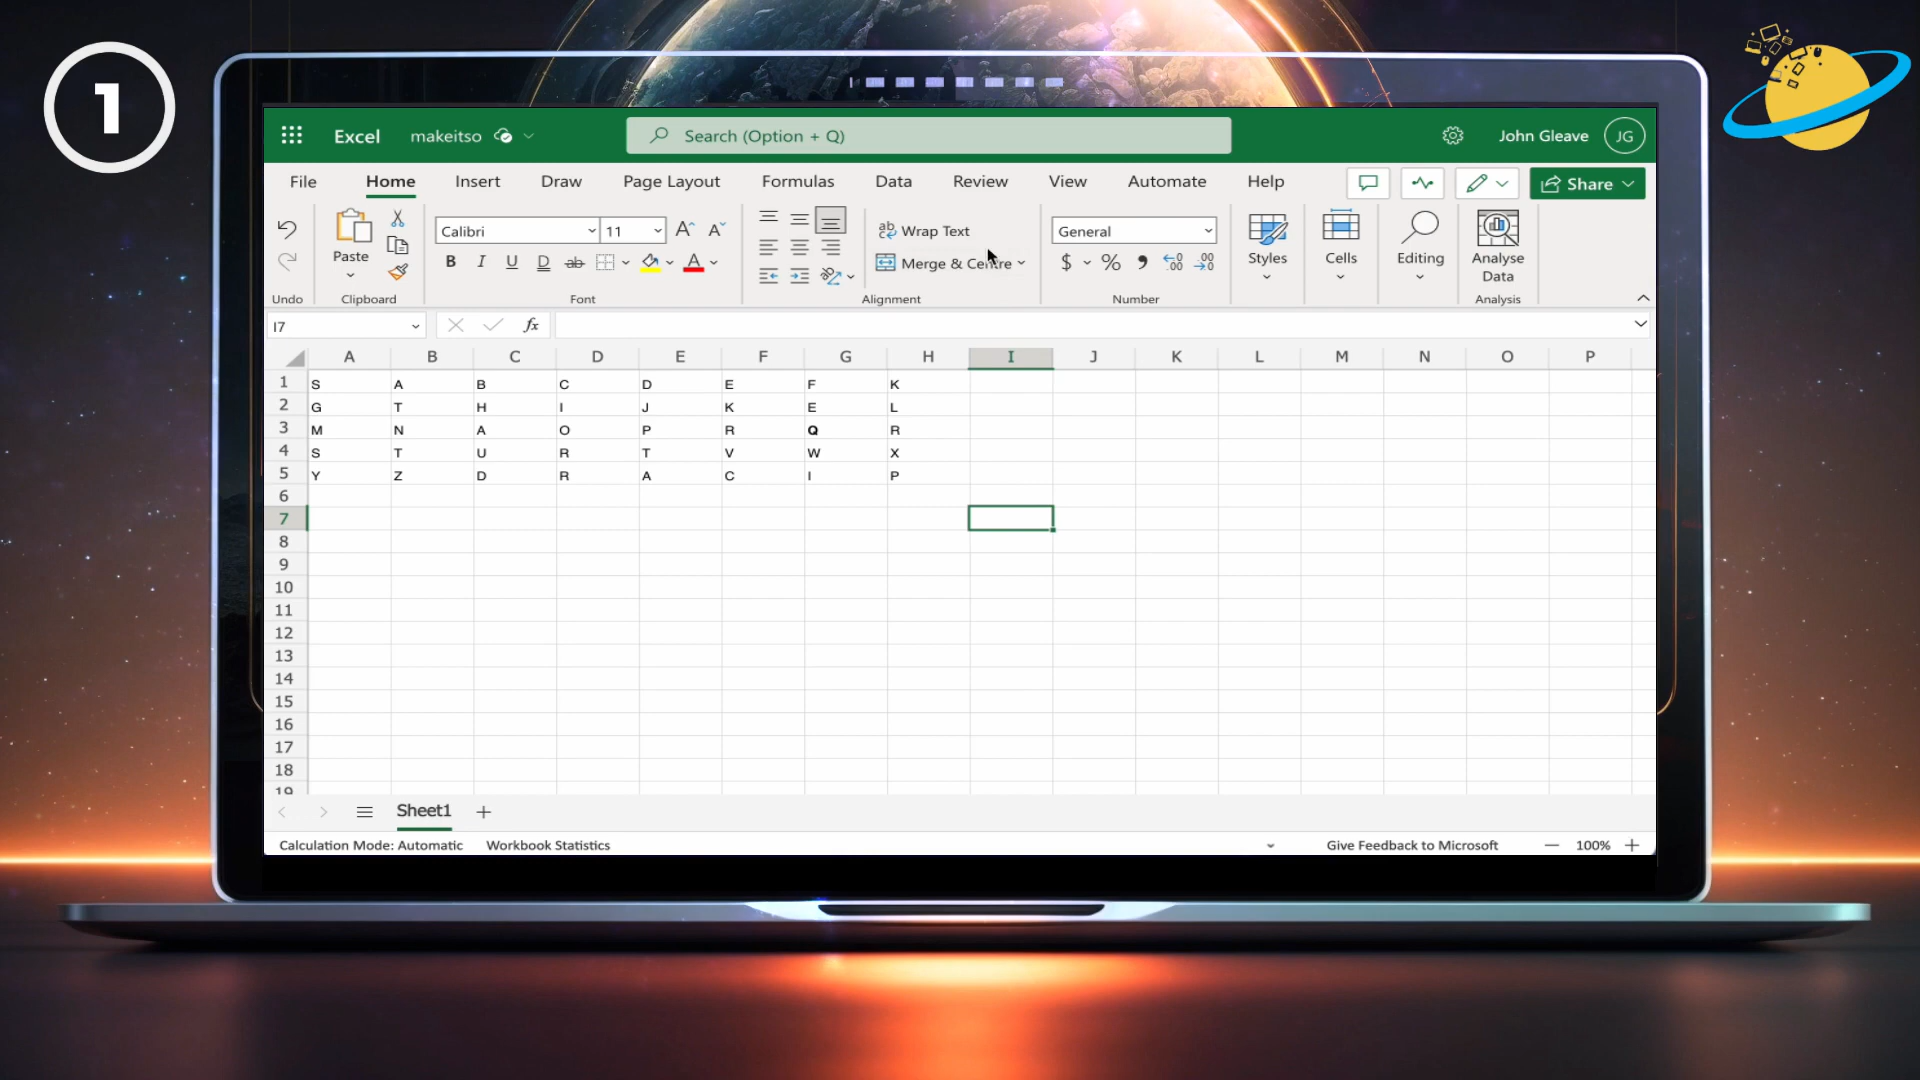 1
Excel makeitso Search (Option + Q) John Gleave JG
File Home Insert Draw Page Layout Formulas Data Review View Automate Help Share
Calibri 11 A A Wrap Text General
Paste B I U D ab A Merge & Centre $ % 9 Styles Cells Editing Analyse Data
Undo Clipboard Font Alignment Number Analysis
I7 fx
A B C D E F G H I J K L M N O P
1 S A B C D E F K
2 G T H I J K E L
3 M N A O P R Q R
4 S T U R T V W X
5 Y Z D R A C I P
6
7
8
9
10
11
12
13
14
15
16
17
18
19
Sheet1
Calculation Mode: Automatic Workbook Statistics Give Feedback to Microsoft 100%